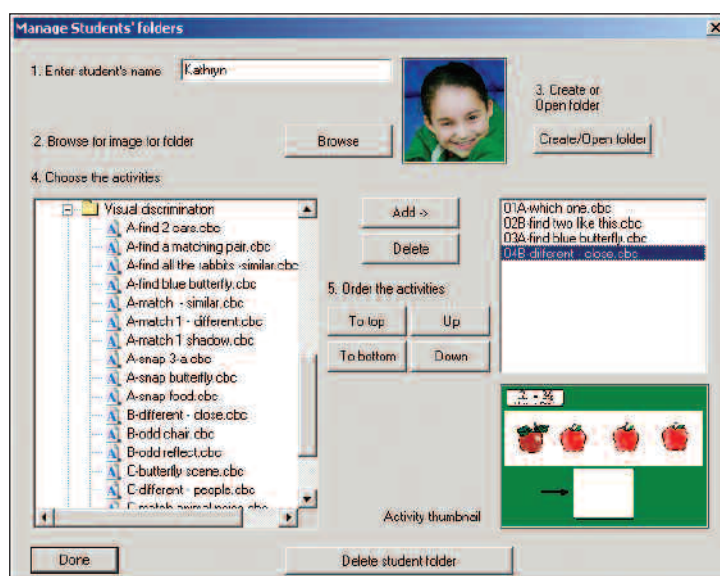 Manage Students' folders
1. Enter student's name
Kathryn
3. Create or
Open folder
2. Browse for image for folder
Browse
Create/Open folder
4. Choose the activities
Visual discrimination
A-find 2 ears.cbc
A-find a matching pair.cbc
A-find all the rabbits -similar.cbc
A-find blue butterfly.cbc
A-match - similar.cbc
A-match 1 - different.cbc
A-match 1 shadow.cbc
A-snap 3-a.cbc
A-snap butterfly.cbc
A-snap food.cbc
B-different - close.cbc
B-odd chair.cbc
B-odd reflect.cbc
C-butterfly scene.cbc
C-different - people.cbc
C-match animal noise.cbc
Add ->
Delete
5. Order the activities
To top
Up
To bottom
Down
01A-which one.cbc
02B-find two like this.cbc
03A-find blue butterfly.cbc
04B-different - close.cbc
Activity thumbnail
Done
Delete student folder